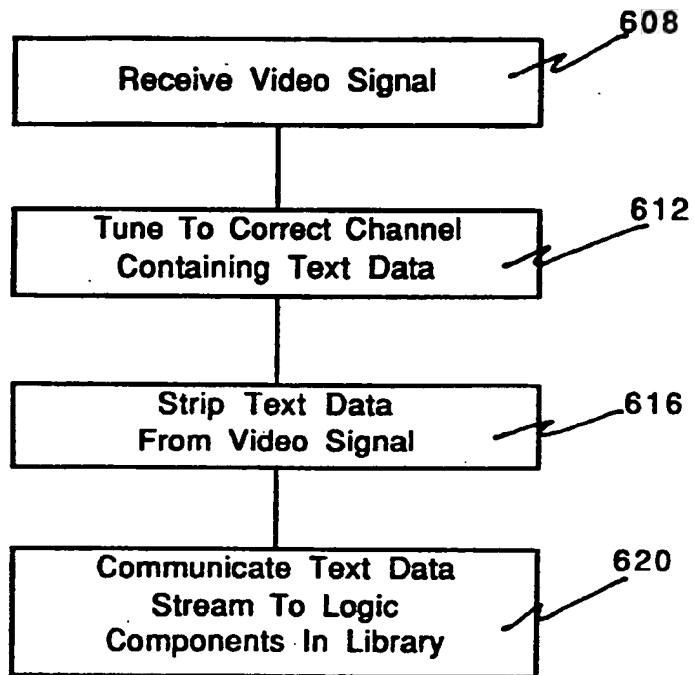 608
Receive Video Signal
612
Tune To Correct Channel
Containing Text Data
616
Strip Text Data
From Video Signal
620
Communicate Text Data
Stream To Logic
Components In Library